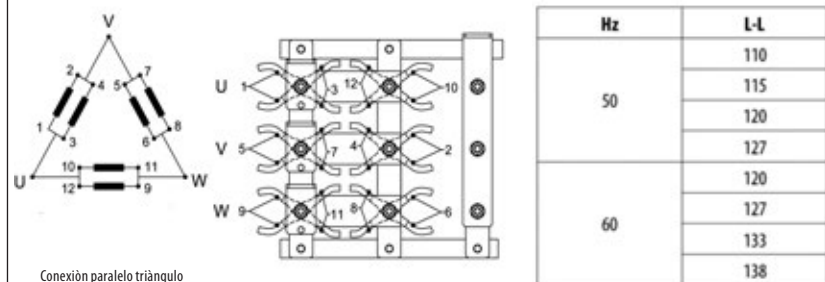 V
2 7
4 5
1 8
3 6
10 11
U W
12 9
Conexiòn paralelo triàngulo
U 1 3 12 10
V 5 7 4 2
W 9 11 8 6
Hz L-L
50
110
115
120
127
60
120
127
133
138